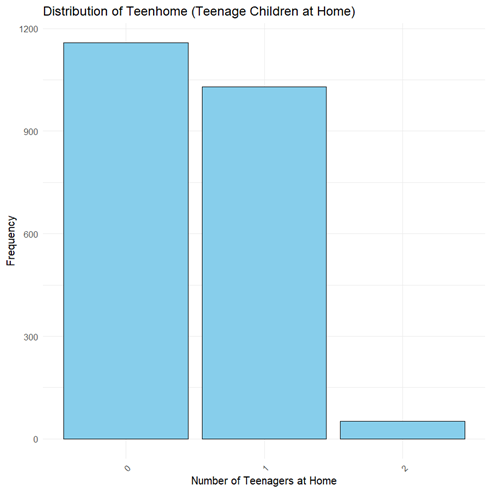 Distribution of Teenhome (Teenage Children at Home)
1200
900
600
300
0
Frequency
0 1 2
Number of Teenagers at Home